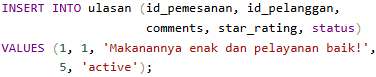 INSERT INTO ulasan (id_pemesanan, id_pelanggan,
comments, star_rating, status)
VALUES (1, 1, 'Makanannya enak dan pelayanan baik!',
5, 'active');